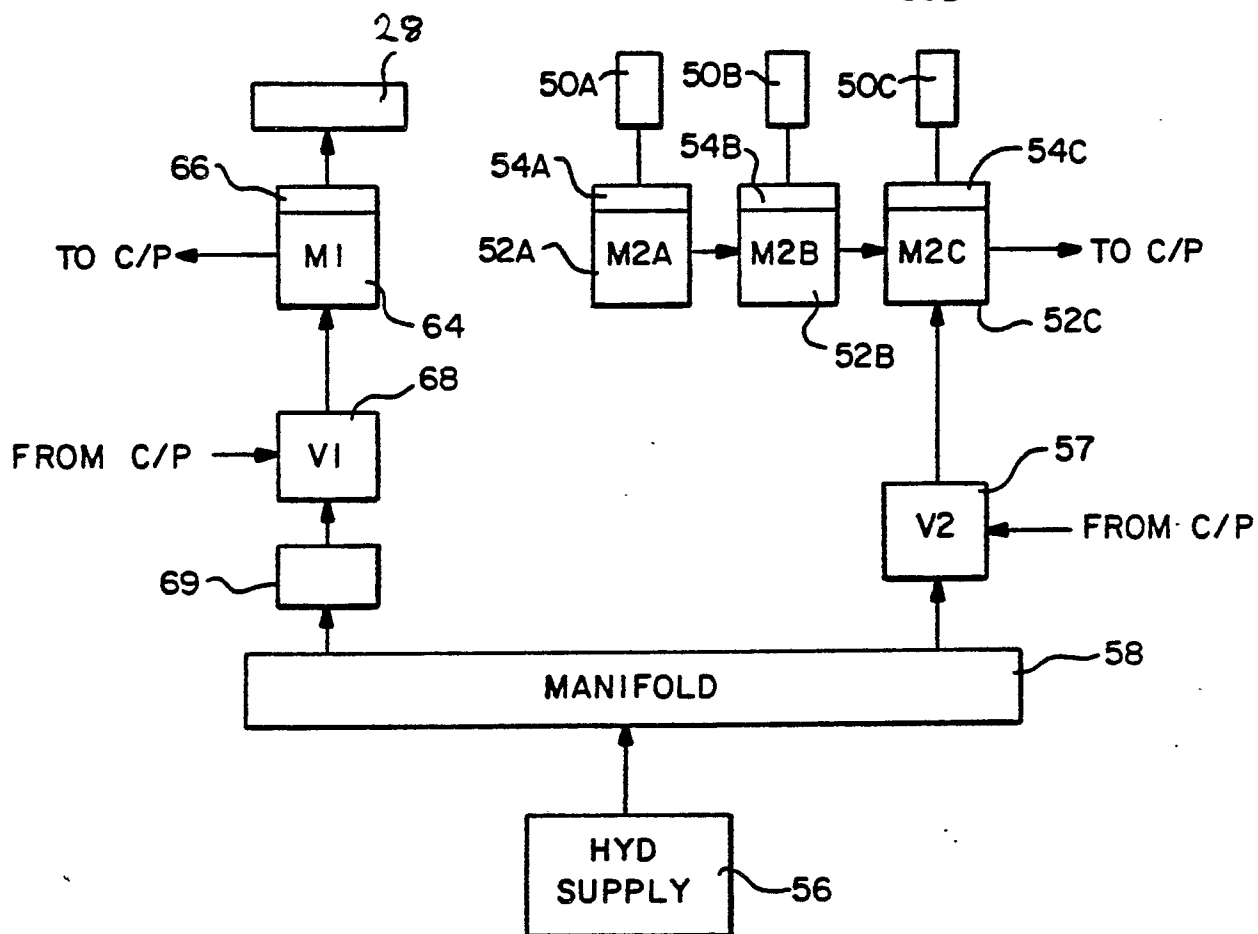 28
50A
50B
50C
66
54A
54B
54C
TO C/P
M1
52A
M2A
M2B
M2C
TO C/P
64
52B
52C
68
FROM C/P
V1
57
V2
FROM C/P
69
58
MANIFOLD
HYD
SUPPLY
56